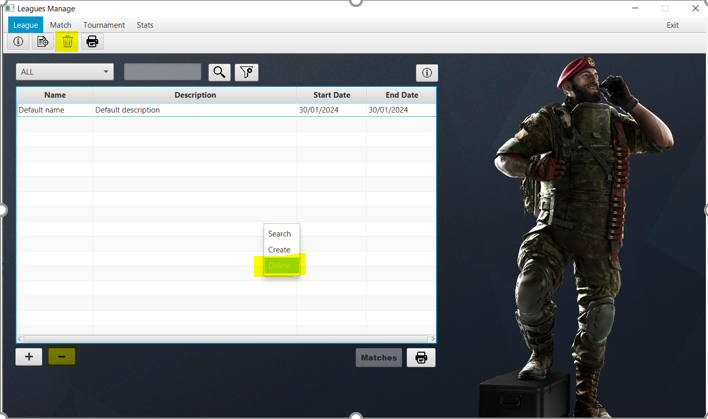 Leagues Manage
League Match Tournament Stats Exit
ALL
Name Description Start Date End Date
Default name Default description 30/01/2024 30/01/2024
Search
Create
Delete
Matches